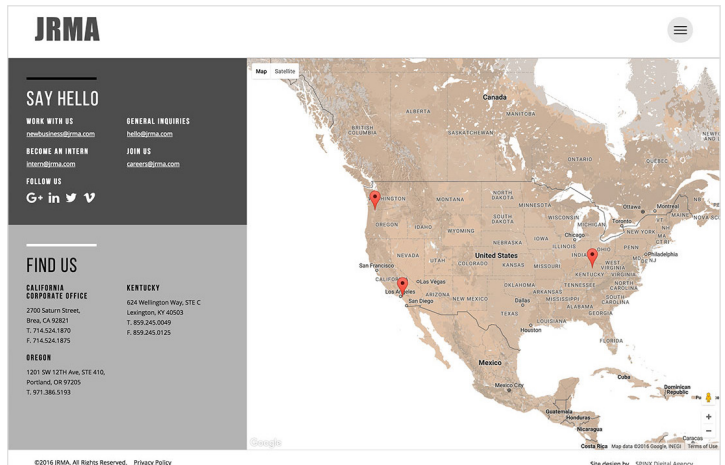 JRMA
SAY HELLO
WORK WITH US
newbusiness@jrma.com
GENERAL INQUIRIES
hello@jrma.com
BECOME AN INTERN
intern@jrma.com
JOIN US
careers@jrma.com
FOLLOW US
G+ in
FIND US
CALIFORNIA
CORPORATE OFFICE
2700 Saturn Street,
Brea, CA 92821
T. 714.524.1870
F. 714.524.1875
KENTUCKY
624 Wellington Way, STE C
Lexington, KY 40503
T. 859.245.0049
F. 859.245.0125
OREGON
1201 SW 12TH Ave, STE 410,
Portland, OR 97205
T. 971.386.5193
Map Satellite
Canada
ALBERTA
MANITOBA
BRITISH
COLUMBIA
SASKATCHEWAN
ONTARIO
QUEBEC
MONTANA
NORTH
DAKOTA
MINNESOTA
Ottawa
Montreal
OREGON
IDAHO
SOUTH
DAKOTA
WISCONSIN
MICHIGAN
Toronto
VT
MAINE
WYOMING
Chicago
NEW YORK
NEBRASKA
IOWA
ILLINOIS
OHIO
PENN
NEVADA
UTAH
COLORADO
United States
KANSAS
MISSOURI
WEST
VIRGINIA
Philadelphia
San Francisco
KENTUCKY
VIRGINIA
Las Vegas
Los Angeles
ARIZONA
NEW MEXICO
OKLAHOMA
ARKANSAS
TENNESSEE
NORTH
CAROLINA
San Diego
Dallas
MISSISSIPPI
SOUTH
CAROLINA
ALABAMA
TEXAS
GEORGIA
LOUISIANA
Houston
FLORIDA
Mexico
Mexico City
Cuba
Dominican
Republic
Guatemala
Honduras
Nicaragua
Costa Rica
Google
Map data ©2016 Google, INEGI
Terms of Use
©2016 JRMA. All Rights Reserved. Privacy Policy
Site design by SPINX Digital Agency